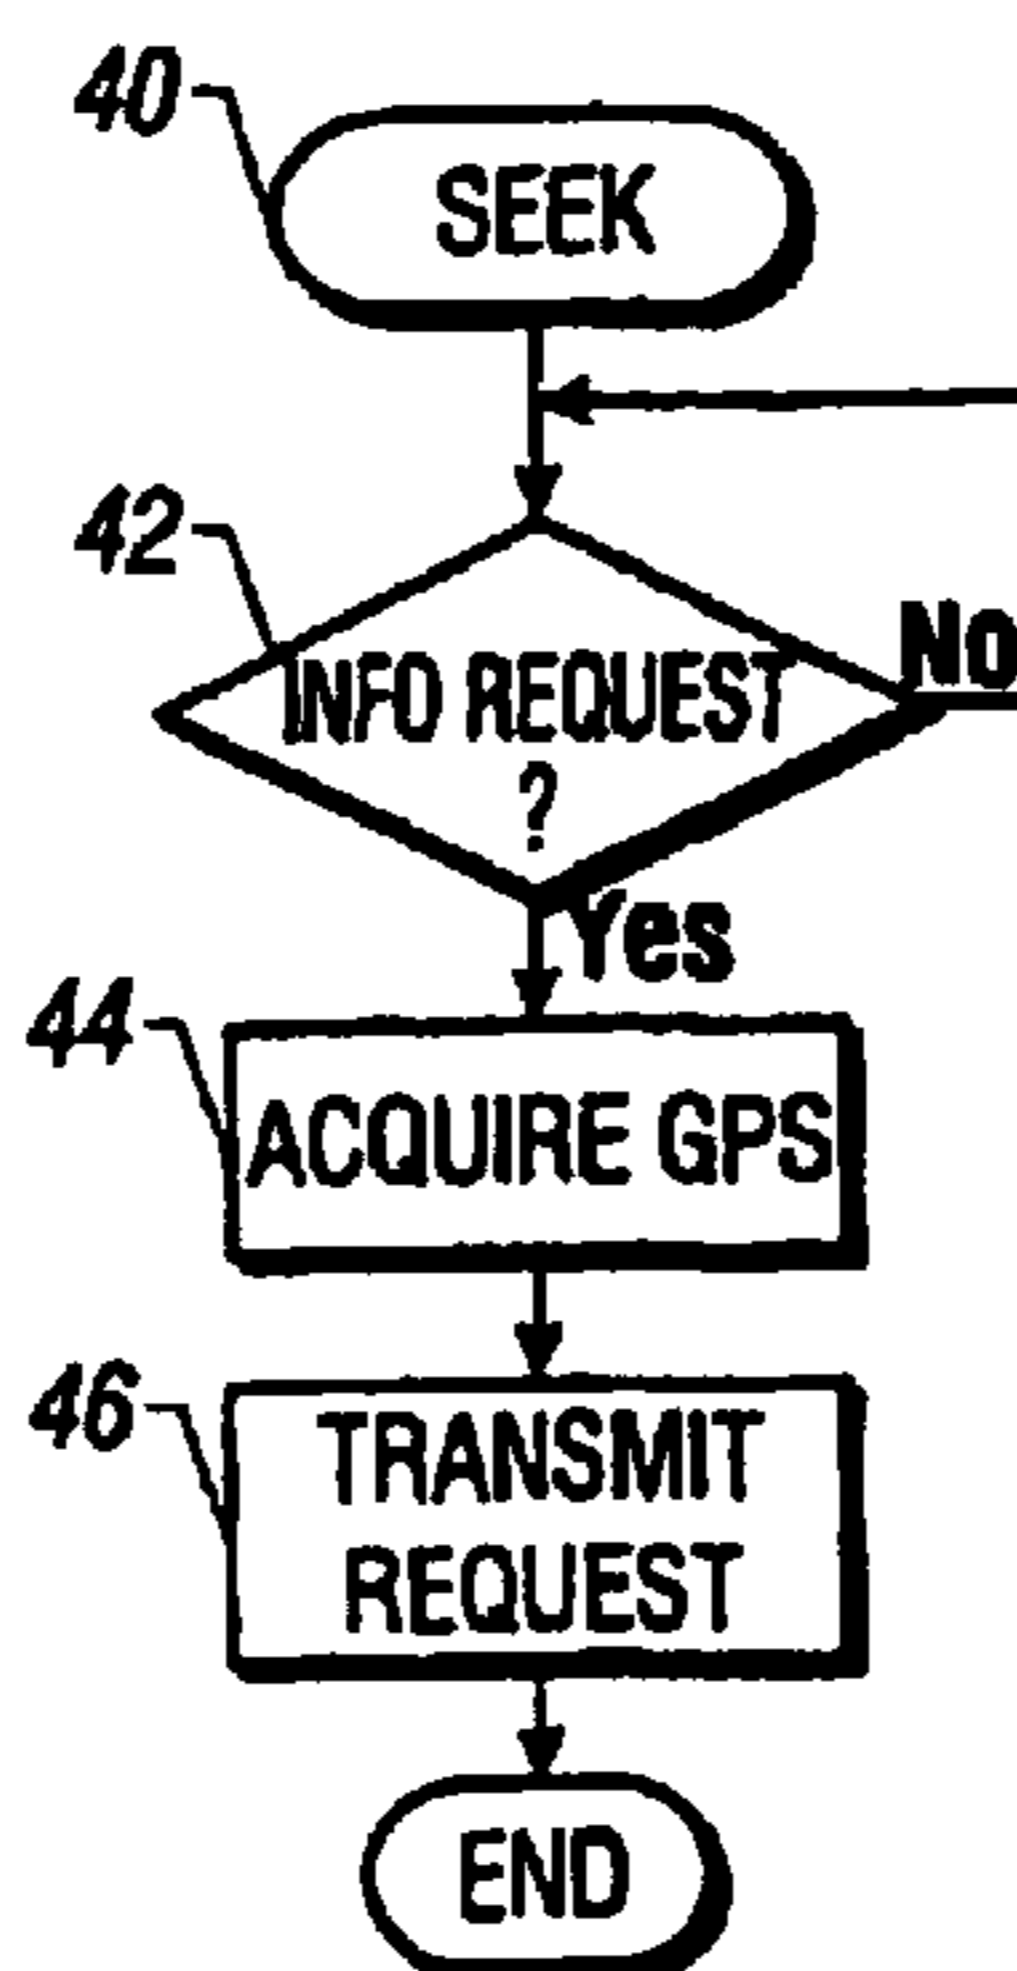 40
SEEK
42
INFO REQUEST
?
No
Yes
44
ACQUIRE GPS
46
TRANSMIT
REQUEST
END